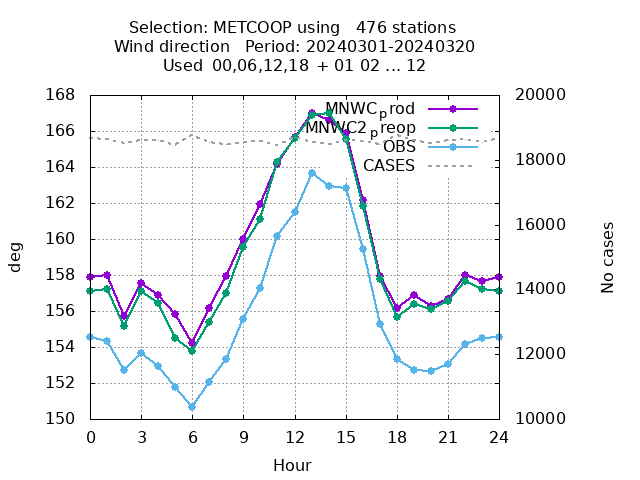 Selection: METCOOP using   476 stations
Wind direction   Period: 20240301-20240320
Used 00,06,12,18 + 01 02 ... 12
168 20000
MNWCprod
MNWC2preop
OBS
CASES
166
164 18000
162
160 16000
158
156 14000
154 12000
152
150 10000
deg
No cases
0 3 6 9 12 15 18 21 24
Hour